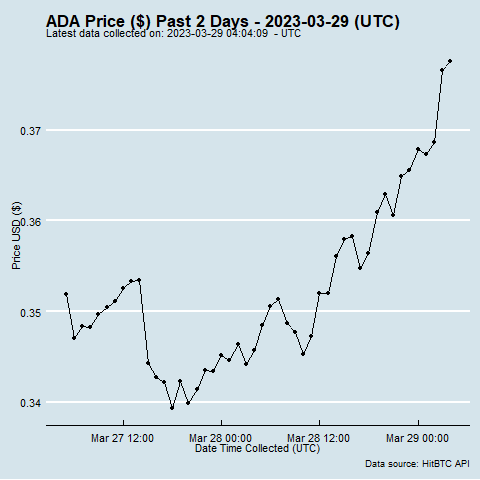 ADA Price ($) Past 2 Days - 2023-03-29 (UTC)
Latest data collected on: 2023-03-29 04:04:09 - UTC
0.37
0.36
0.35
0.34
Price USD ($)
Mar 27 12:00 Mar 28 00:00 Mar 28 12:00 Mar 29 00:00
Date Time Collected (UTC)
Data source: HitBTC API